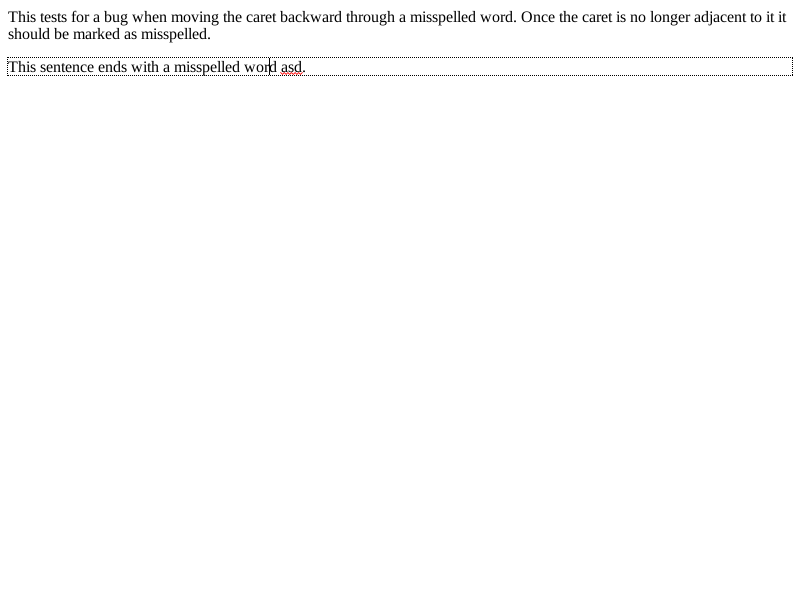 This tests for a bug when moving the caret backward through a misspelled word. Once the caret is no longer adjacent to it it
should be marked as misspelled.
This sentence ends with a misspelled word asd.